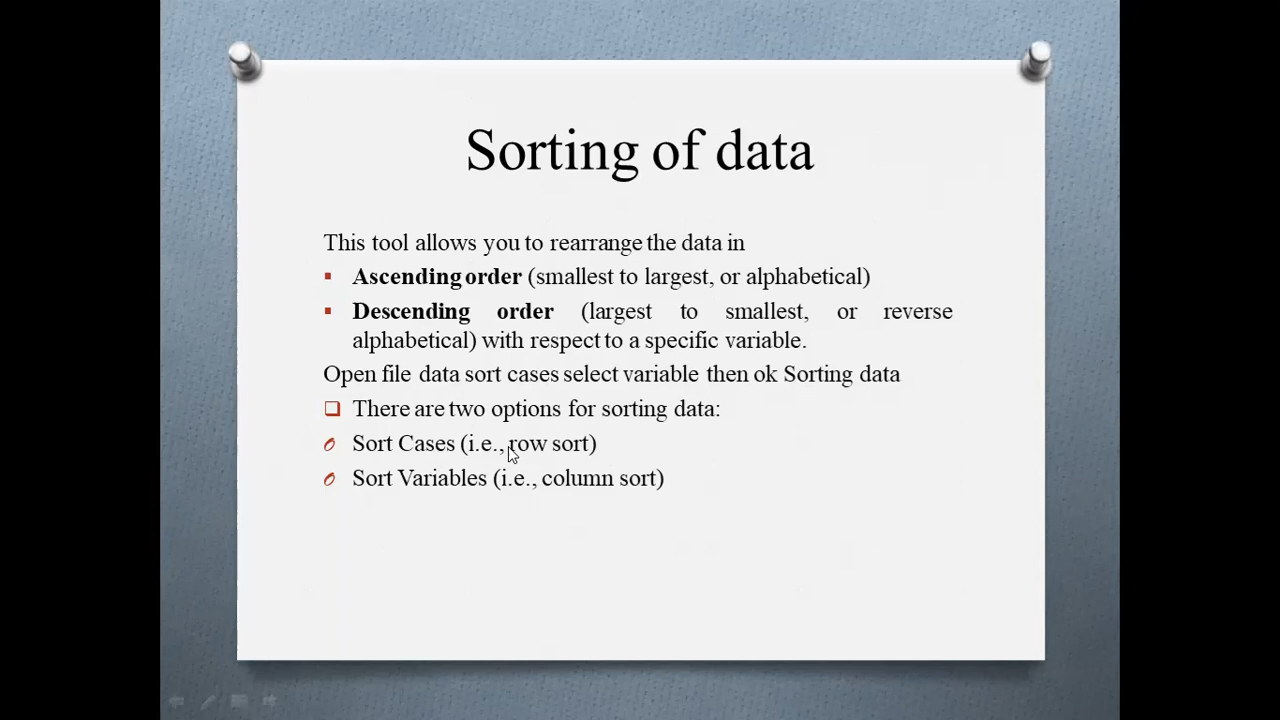 Sorting of data
This tool allows you to rearrange the data in
Ascending order (smallest to largest, or alphabetical)
Descending order (largest to smallest, or reverse
alphabetical) with respect to a specific variable.
Open file data sort cases select variable then ok Sorting data
There are two options for sorting data:
Sort Cases (i.e., row sort)
Sort Variables (i.e., column sort)